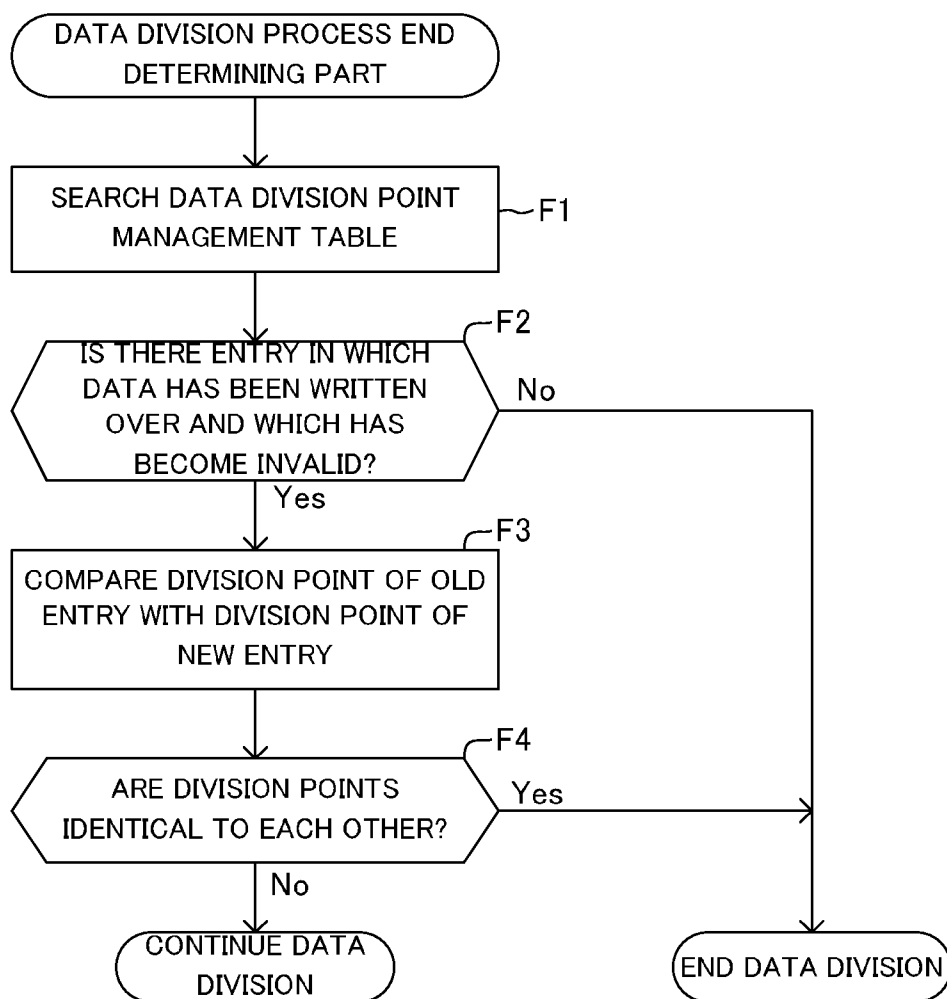 DATA DIVISION PROCESS END
DETERMINING PART
SEARCH DATA DIVISION POINT
MANAGEMENT TABLE
F1
F2
IS THERE ENTRY IN WHICH
DATA HAS BEEN WRITTEN
OVER AND WHICH HAS
BECOME INVALID?
No
Yes
F3
COMPARE DIVISION POINT OF OLD
ENTRY WITH DIVISION POINT OF
NEW ENTRY
F4
ARE DIVISION POINTS
IDENTICAL TO EACH OTHER?
Yes
No
CONTINUE DATA
DIVISION
END DATA DIVISION